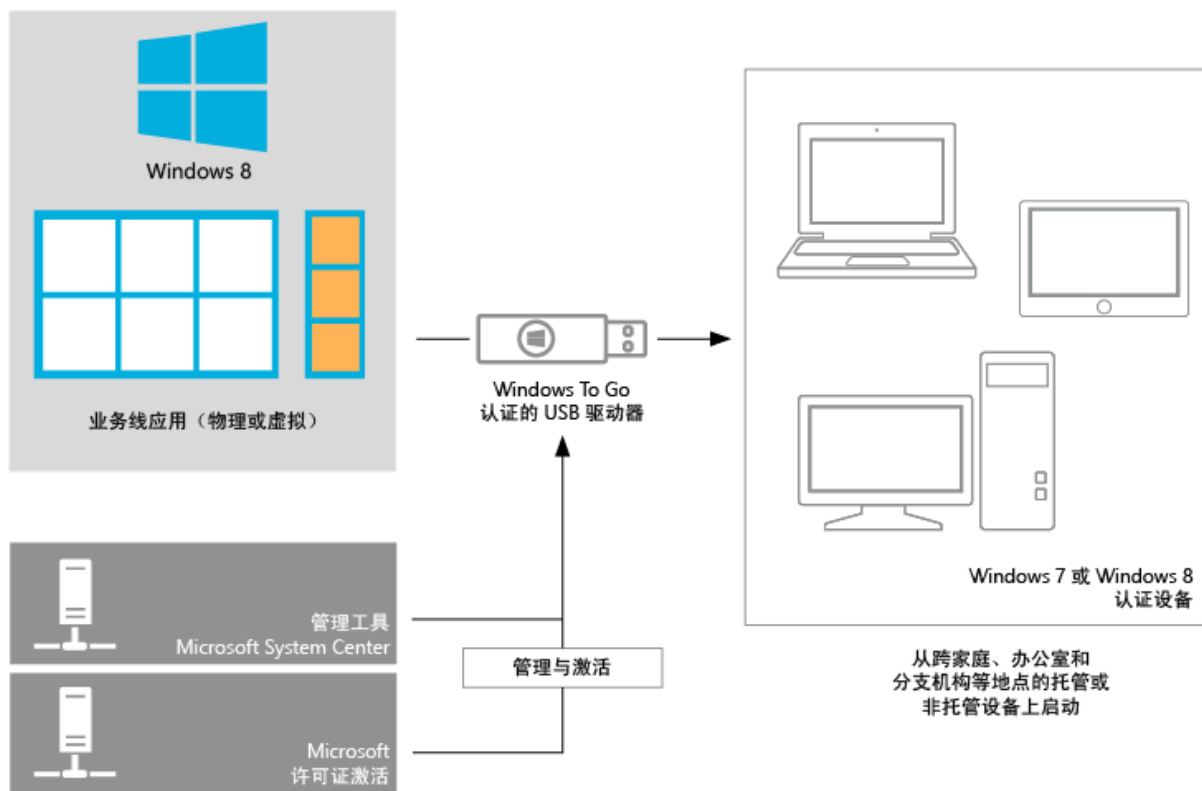 Windows 8
业务线应用（物理或虚拟）
Windows To Go
认证的 USB 驱动器
Windows 7 或 Windows 8
认证设备
从跨家庭、办公室和
分支机构等地点的托管或
非托管设备上启动
管理工具
Microsoft System Center
管理与激活
Microsoft
许可证激活